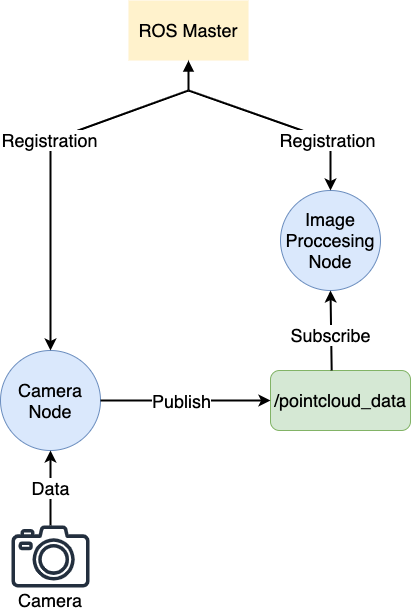 ROS Master
Registration
Registration
Image
Proccesing
Node
Subscribe
Camera
Node
Publish
/pointcloud_data
Data
Camera